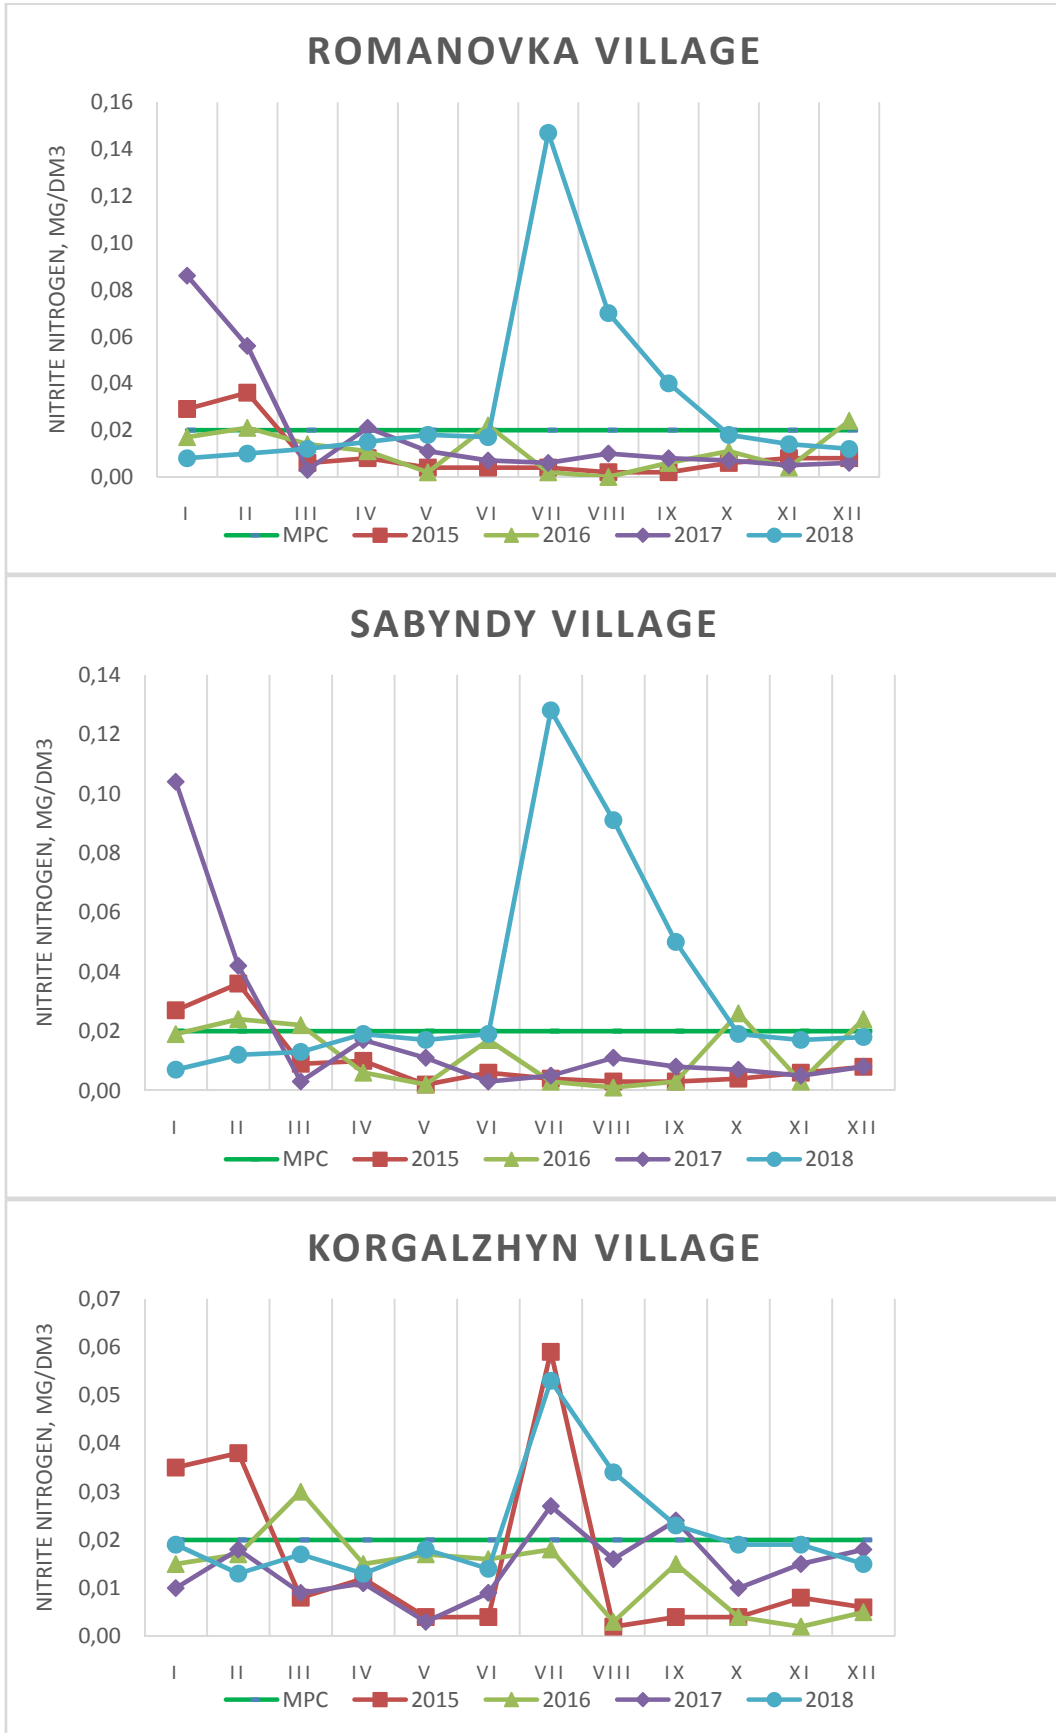 ROMANOVKA VILLAGE
NITRITE NITROGEN, MG/DM3
0,16
0,14
0,12
0,10
0,08
0,06
0,04
0,02
0,00
I II III IV V VI VII VIII IX X XI XII
MPC 2015 2016 2017 2018
SABYNDY VILLAGE
NITRITE NITROGEN, MG/DM3
0,14
0,12
0,10
0,08
0,06
0,04
0,02
0,00
I II III IV V VI VII VIII IX X XI XII
MPC 2015 2016 2017 2018
KORGALZHYN VILLAGE
NITRITE NITROGEN, MG/DM3
0,07
0,06
0,05
0,04
0,03
0,02
0,01
0,00
I II III IV V VI VII VIII IX X XI XII
MPC 2015 2016 2017 2018